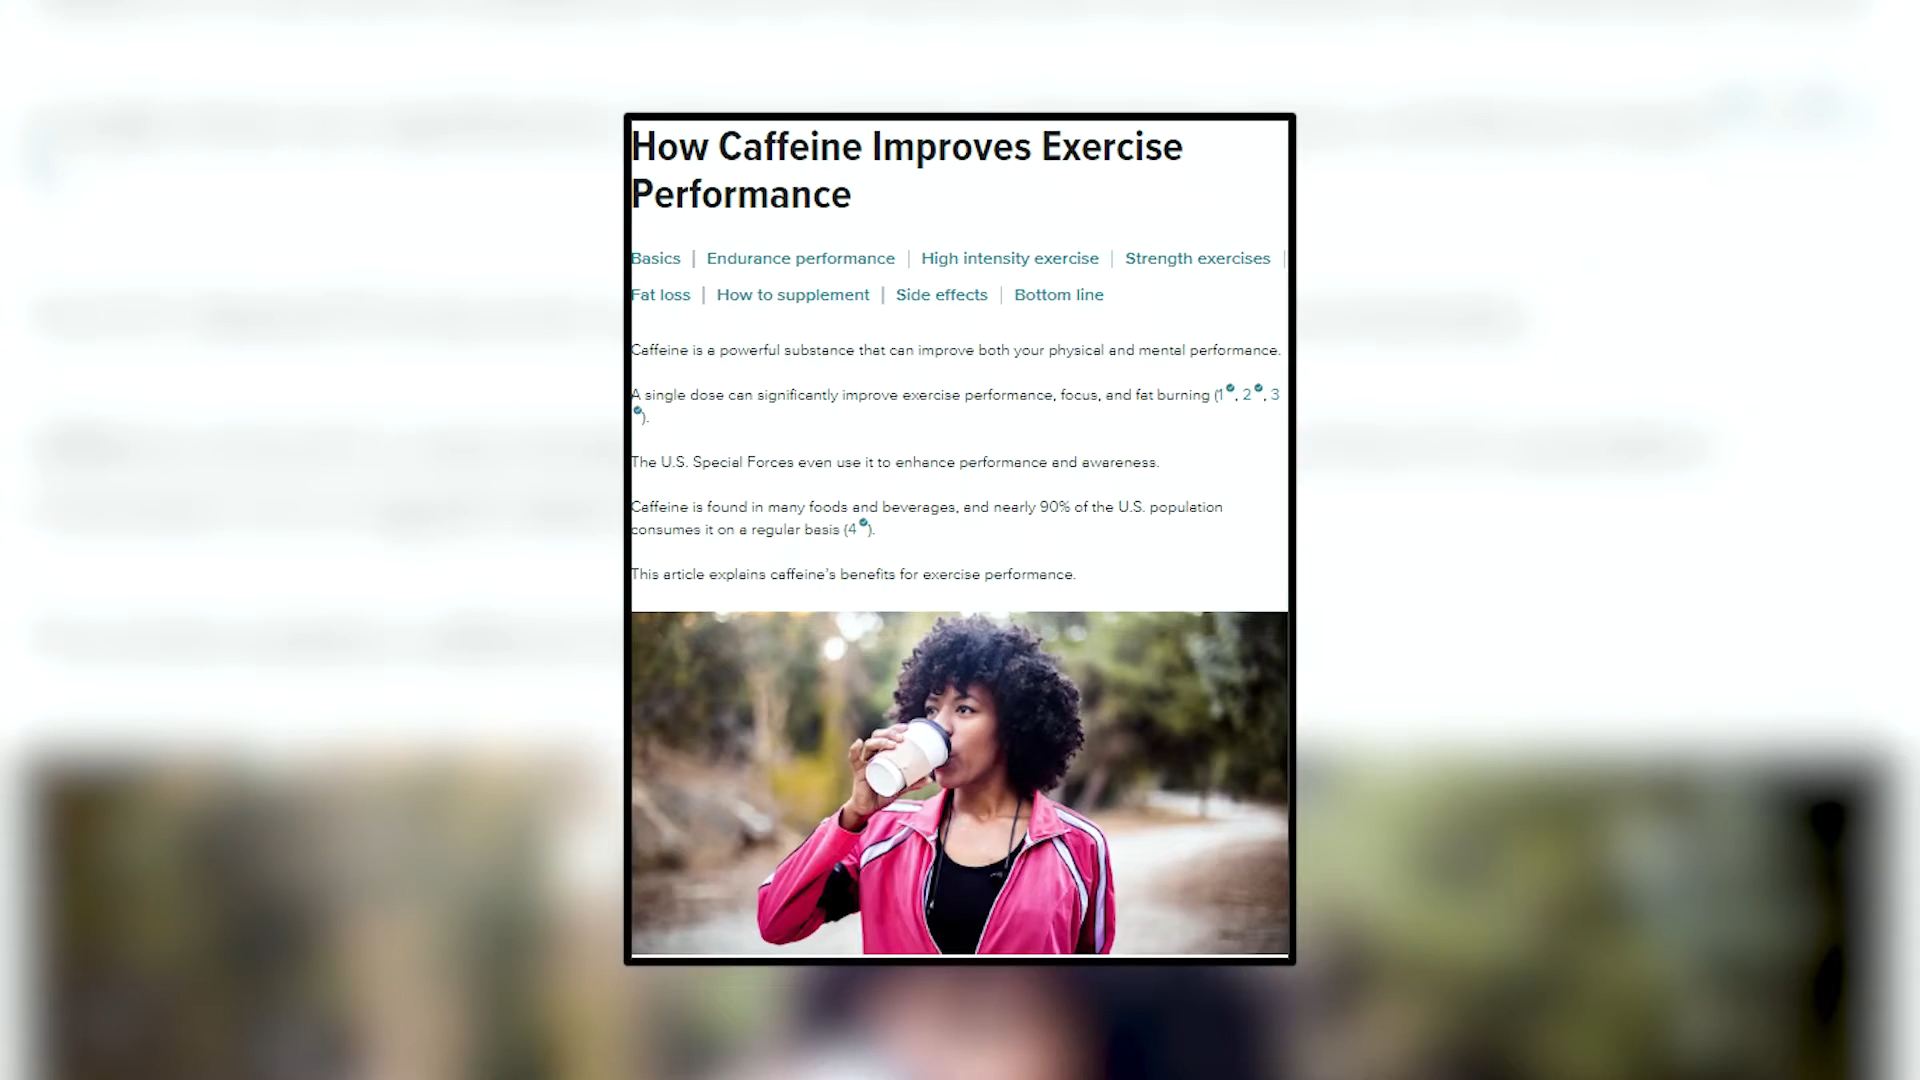 How Caffeine Improves Exercise
Performance
Basics | Endurance performance | High intensity exercise | Strength exercises |
Fat loss | How to supplement | Side effects | Bottom line
Caffeine is a powerful substance that can improve both your physical and mental performance.
A single dose can significantly improve exercise performance, focus, and fat burning (1, 2, 3
).
The U.S. Special Forces even use it to enhance performance and awareness.
Caffeine is found in many foods and beverages, and nearly 90% of the U.S. population
consumes it on a regular basis (4).
This article explains caffeine's benefits for exercise performance.